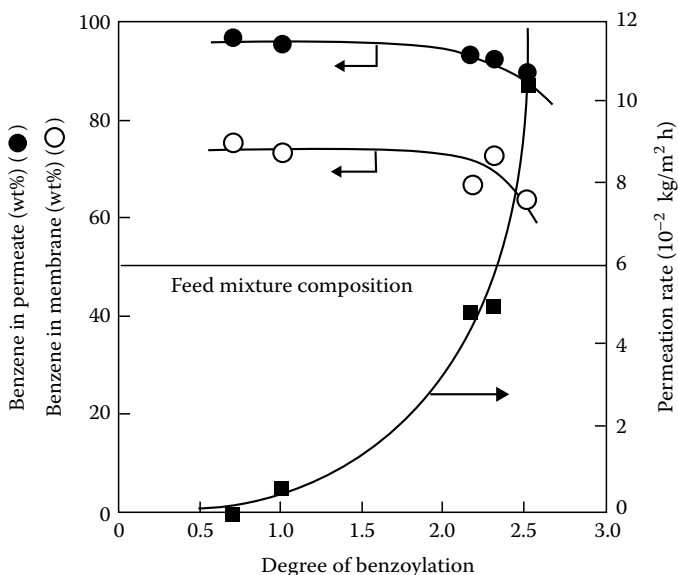 Benzene in permeate (wt%) (●)
Benzene in membrane (wt%) (○)
100
80
60
40
20
0
Feed mixture composition
12
10
8
6
4
2
0
Permeation rate (10⁻² kg/m² h)
0 0.5 1.0 1.5 2.0 2.5 3.0
Degree of benzoylation